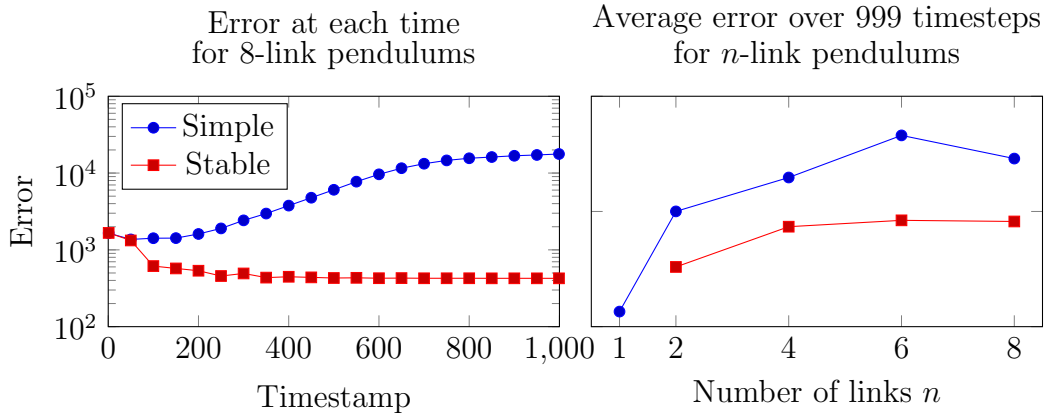 Error at each time
for 8-link pendulums
Average error over 999 timesteps
for n-link pendulums
10^5
10^4
10^3
10^2
Error
Simple
Stable
0 200 400 600 800 1,000
Timestamp
1 2 4 6 8
Number of links n